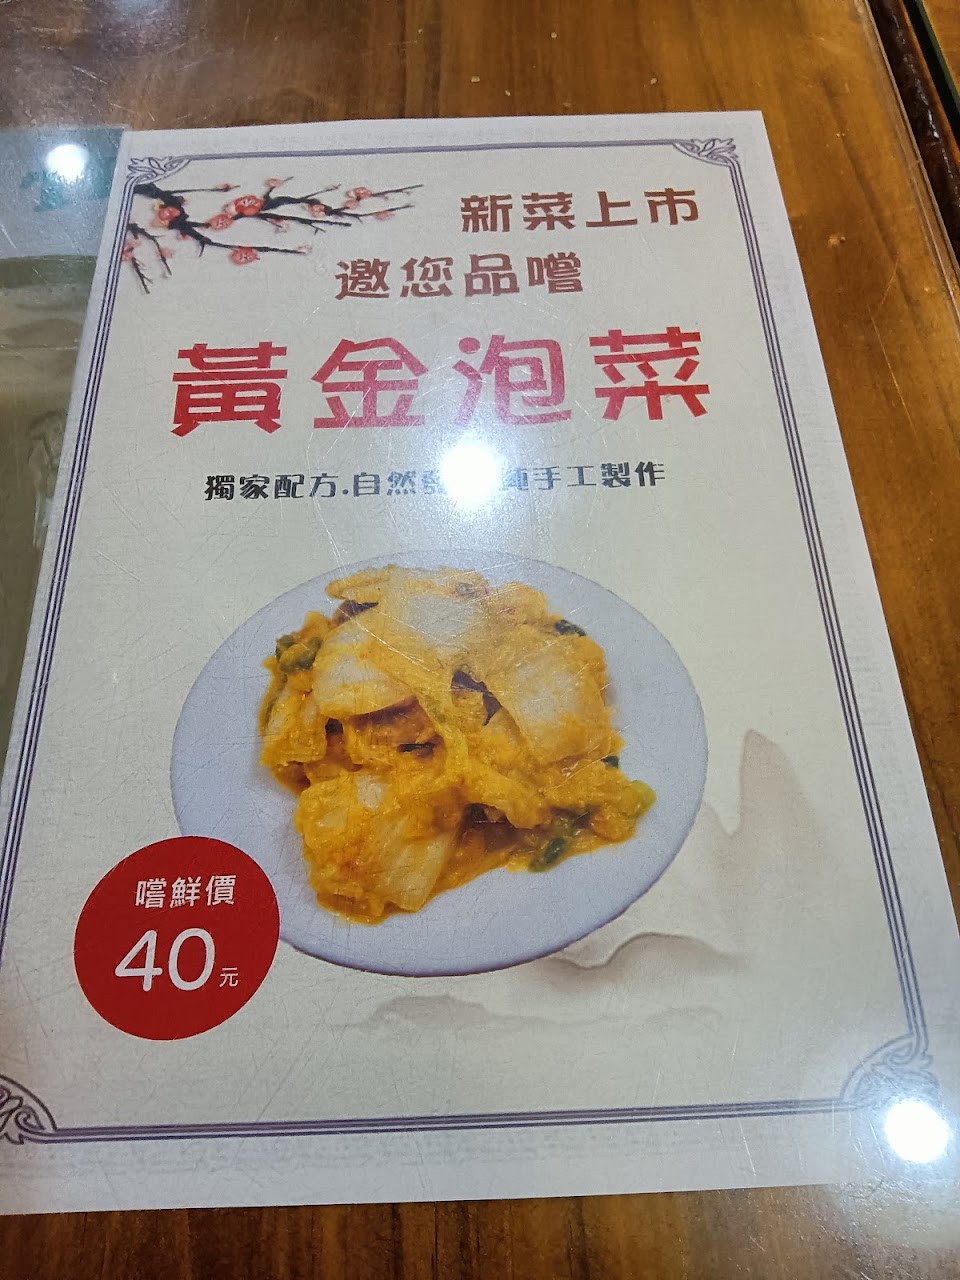 新菜上市
邀您品嚐
黃金泡菜
獨家配方.自然發 純手工製作
嚐鮮價
40元